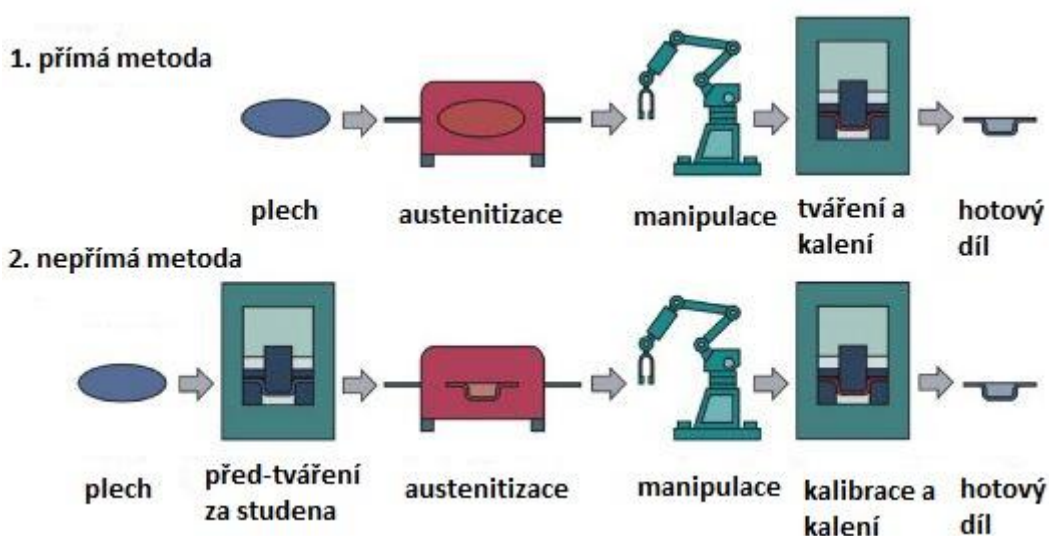 1. přímá metoda
plech
austenitizace
manipulace
tváření a
kalení
hotový
díl
2. nepřímá metoda
plech
před-tváření
za studena
austenitizace
manipulace
kalibrace a
kalení
hotový
díl